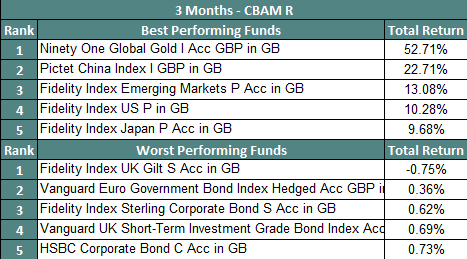 3 Months - CBAM R
Rank Best Performing Funds Total Return
1 Ninety One Global Gold I Acc GBP in GB 52.71%
2 Pictet China Index I GBP in GB 22.71%
3 Fidelity Index Emerging Markets P Acc in GB 13.08%
4 Fidelity Index US P in GB 10.28%
5 Fidelity Index Japan P Acc in GB 9.68%
Rank Worst Performing Funds Total Return
1 Fidelity Index UK Gilt S Acc in GB -0.75%
2 Vanguard Euro Government Bond Index Hedged Acc GBP in 0.36%
3 Fidelity Index Sterling Corporate Bond S Acc in GB 0.62%
4 Vanguard UK Short-Term Investment Grade Bond Index Acc 0.69%
5 HSBC Corporate Bond C Acc in GB 0.73%